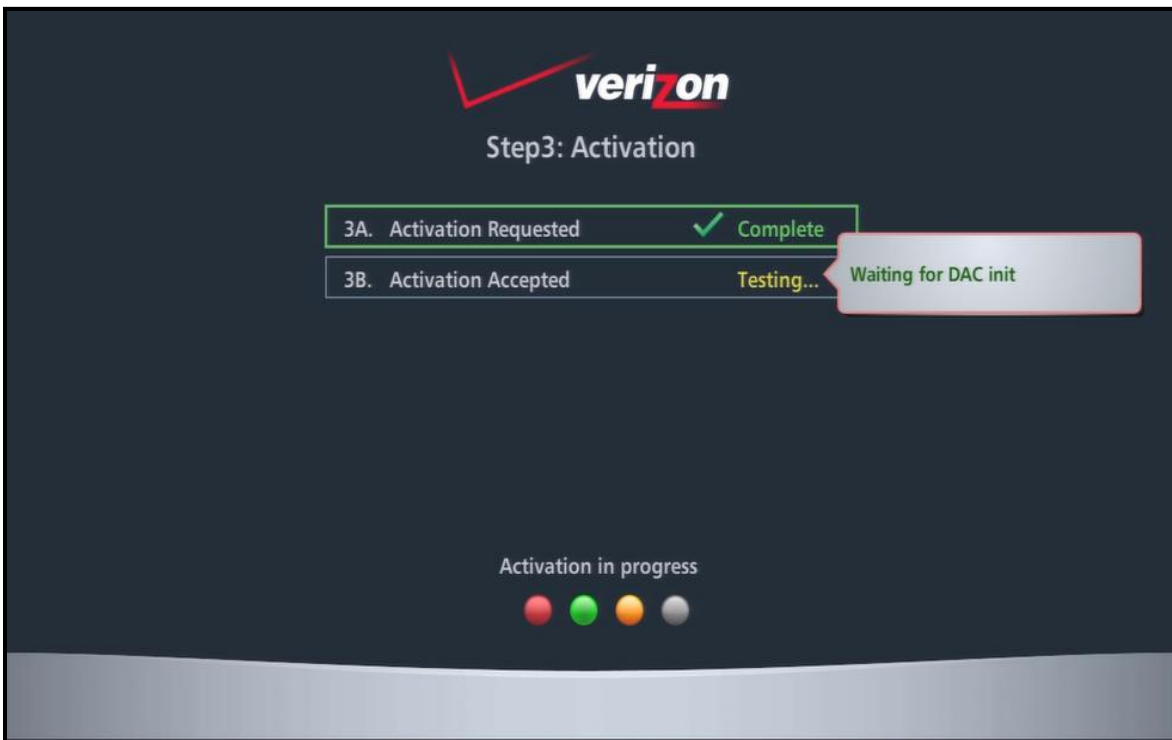 verizon
Step3: Activation
3A. Activation Requested Complete
3B. Activation Accepted Testing...
Waiting for DAC init
Activation in progress